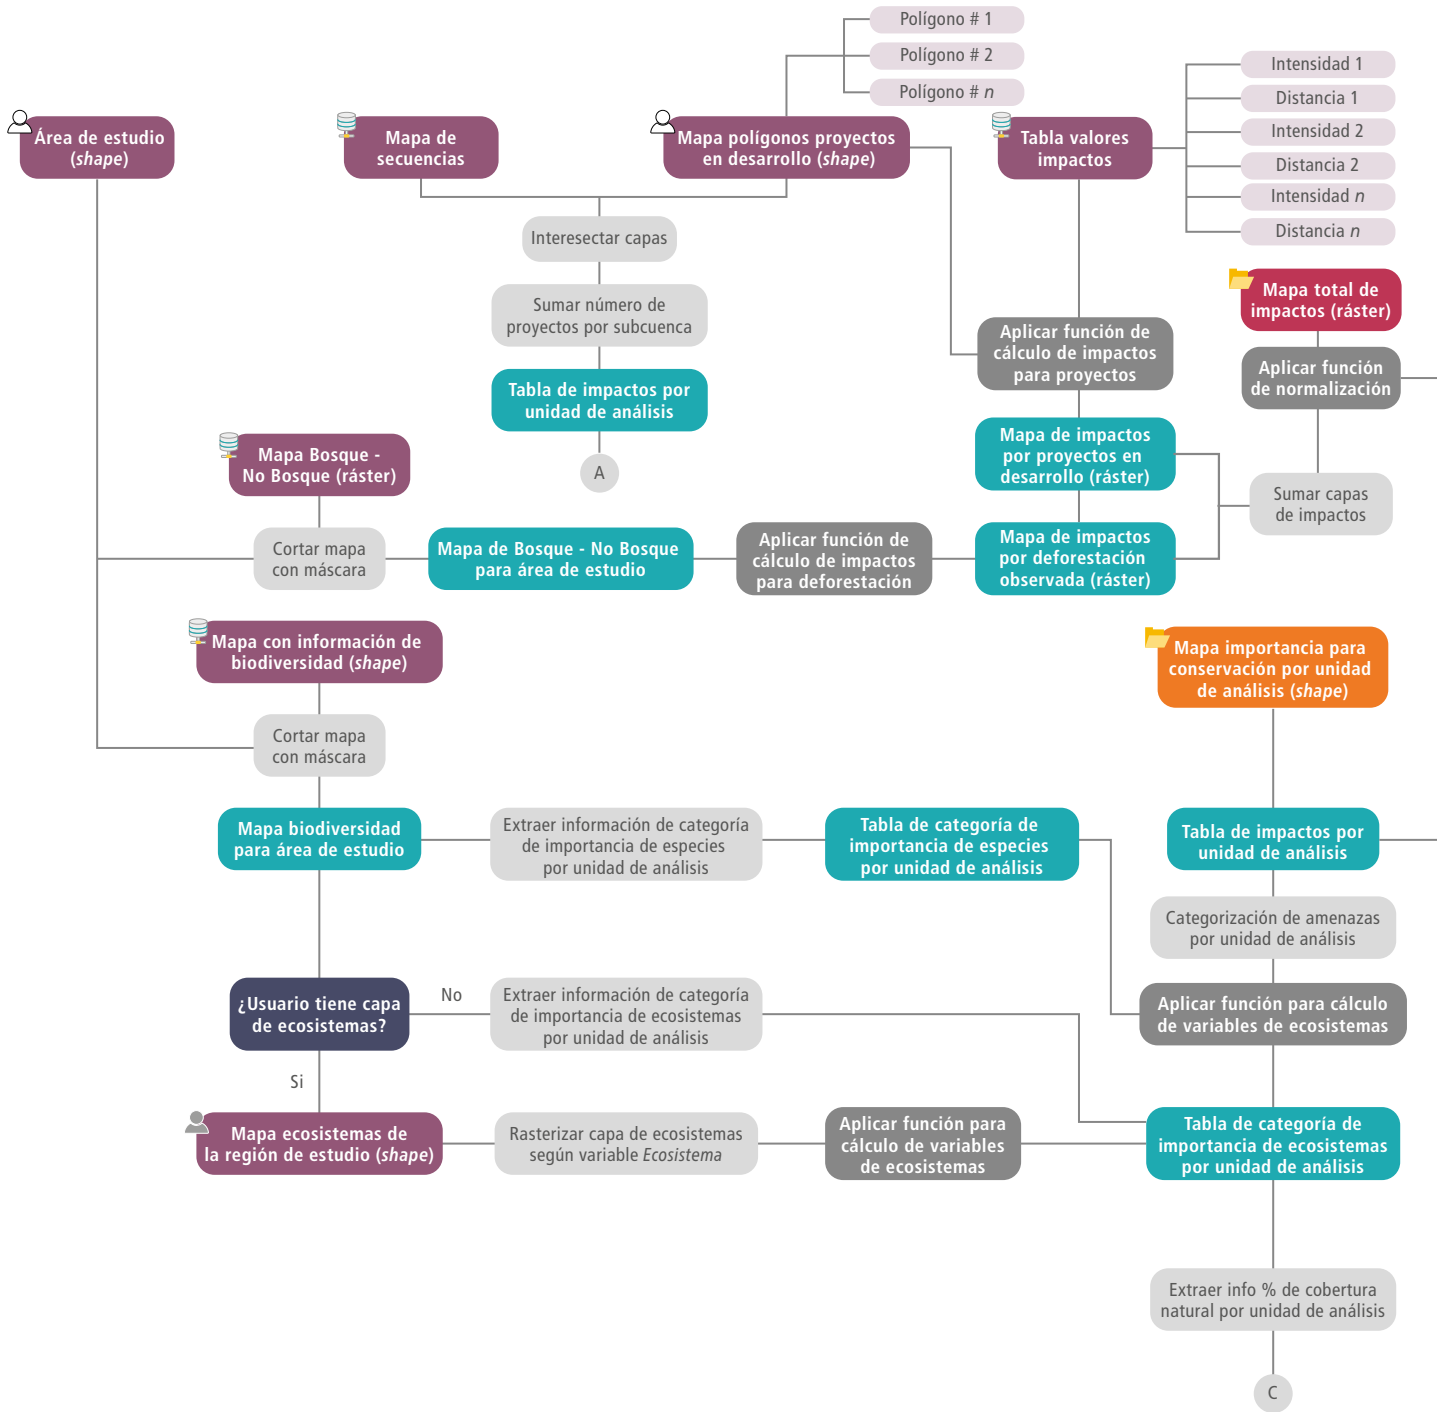 Polígono # 1
Polígono # 2
Polígono # n
Intensidad 1
Distancia 1
Intensidad 2
Distancia 2
Intensidad n
Distancia n
Área de estudio
(shape)
Mapa de
secuencias
Mapa polígonos proyectos
en desarrollo (shape)
Tabla valores
impactos
Interesectar capas
Sumar número de
proyectos por subcuenca
Tabla de impactos por
unidad de análisis
A
Aplicar función de
cálculo de impactos
para proyectos
Mapa total de
impactos (ráster)
Aplicar función
de normalización
Mapa Bosque -
No Bosque (ráster)
Mapa de impactos
por proyectos en
desarrollo (ráster)
Sumar capas
de impactos
Cortar mapa
con máscara
Mapa de Bosque - No Bosque
para área de estudio
Aplicar función de
cálculo de impactos
para deforestación
Mapa de impactos
por deforestación
observada (ráster)
Mapa con información de
biodiversidad (shape)
Mapa importancia para
conservación por unidad
de análisis (shape)
Cortar mapa
con máscara
Mapa biodiversidad
para área de estudio
Extraer información de categoría
de importancia de especies
por unidad de análisis
Tabla de categoría de
importancia de especies
por unidad de análisis
Tabla de impactos por
unidad de análisis
Categorización de amenazas
por unidad de análisis
¿Usuario tiene capa
de ecosistemas?
No
Extraer información de categoría
de importancia de ecosistemas
por unidad de análisis
Aplicar función para cálculo
de variables de ecosistemas
Si
Mapa ecosistemas de
la región de estudio (shape)
Rasterizar capa de ecosistemas
según variable Ecosistema
Aplicar función para
cálculo de variables
de ecosistemas
Tabla de categoría de
importancia de ecosistemas
por unidad de análisis
Extraer info % de cobertura
natural por unidad de análisis
C